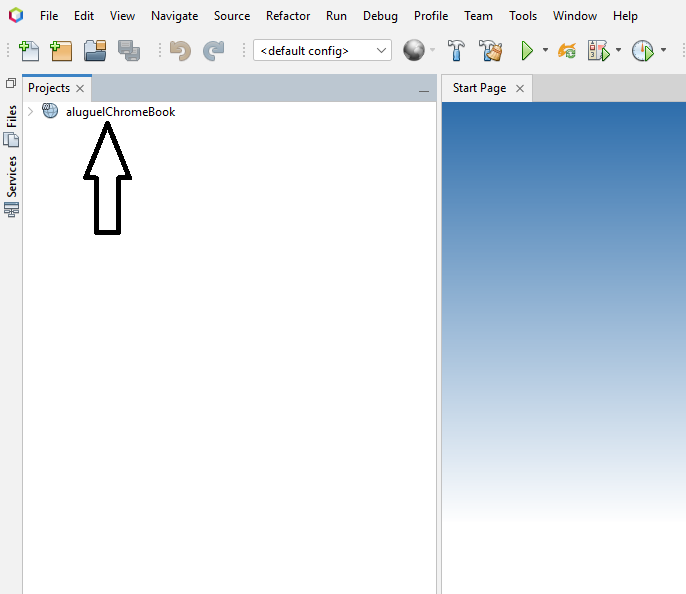 File Edit View Navigate Source Refactor Run Debug Profile Team Tools Window Help
<default config>
Projects
Start Page
aluguelChromeBook
Files
Services